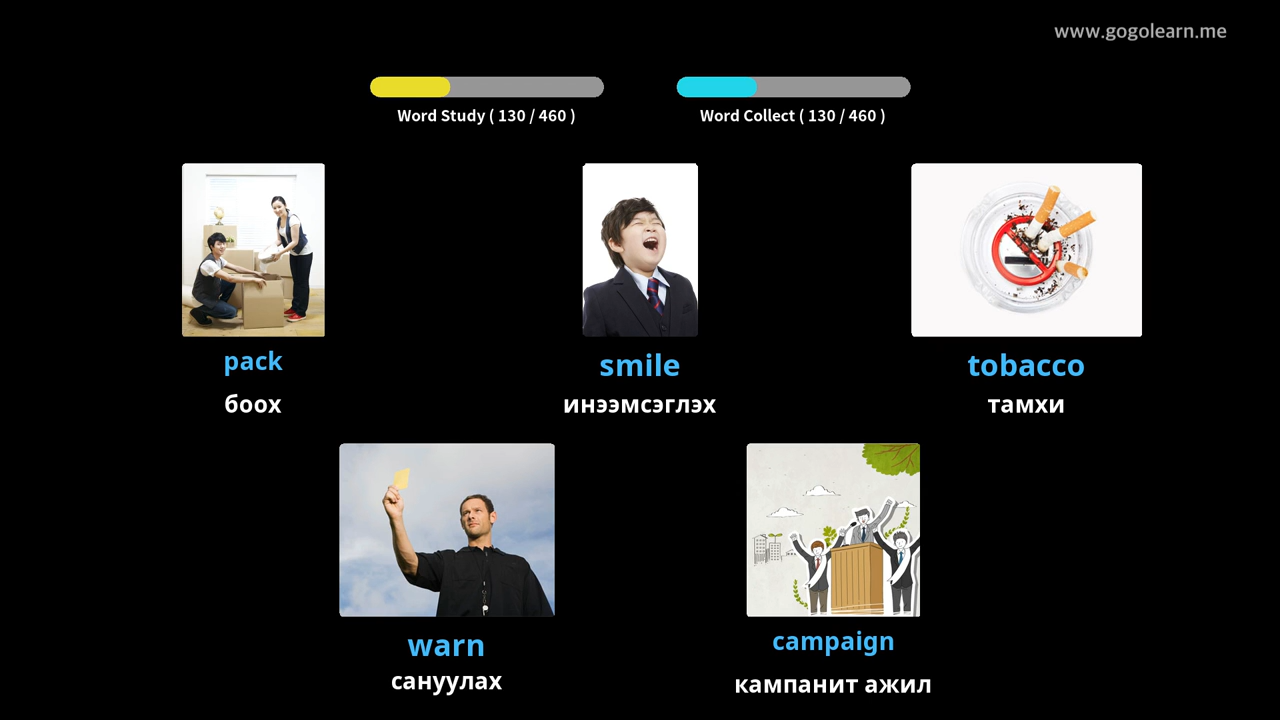 www.gogolearn.me
Word Study ( 130 / 460 )
Word Collect ( 130 / 460 )
pack
smile
tobacco
боох
инээмсэглэх
тамхи
warn
campaign
сануулах
кампанит ажил